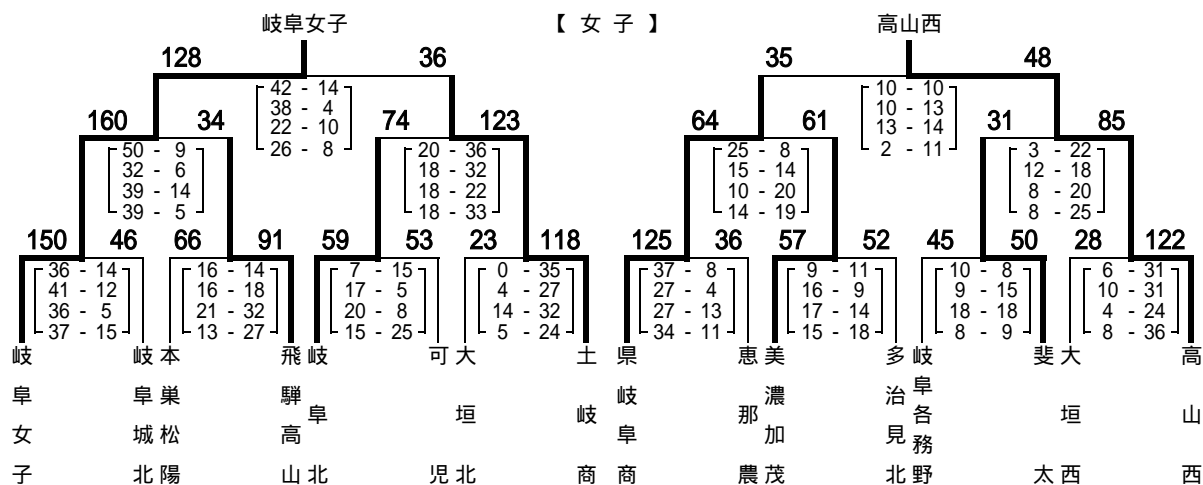 岐阜女子 【女子】 高山西
128 36 35 48
42 - 14 10 - 10
38 - 4 10 - 13
22 - 10 13 - 14
26 - 8 2 - 11
160 34 74 123 64 61 31 85
50 - 9 20 - 36 25 - 8 3 - 22
32 - 6 18 - 32 15 - 14 12 - 18
39 - 14 18 - 22 10 - 20 8 - 20
39 - 5 18 - 33 14 - 19 8 - 25
150 46 66 91 59 53 23 118 125 36 57 52 45 50 28 122
36 - 14 16 - 14 7 - 15 0 - 35 37 - 8 9 - 11 10 - 8 6 - 31
41 - 12 16 - 18 17 - 5 4 - 27 27 - 4 16 - 9 9 - 15 10 - 31
36 - 5 21 - 32 20 - 8 14 - 32 27 - 13 17 - 14 18 - 18 4 - 24
37 - 15 13 - 27 15 - 25 5 - 24 34 - 11 15 - 18 8 - 9 8 - 36
岐阜女子
岐阜城北
本巣松陽
飛騨高山
岐阜北
可児
大垣北
土岐商
県岐阜商
恵那農
美濃加茂
多治見北
岐阜各務野
斐太
大垣西
高山西